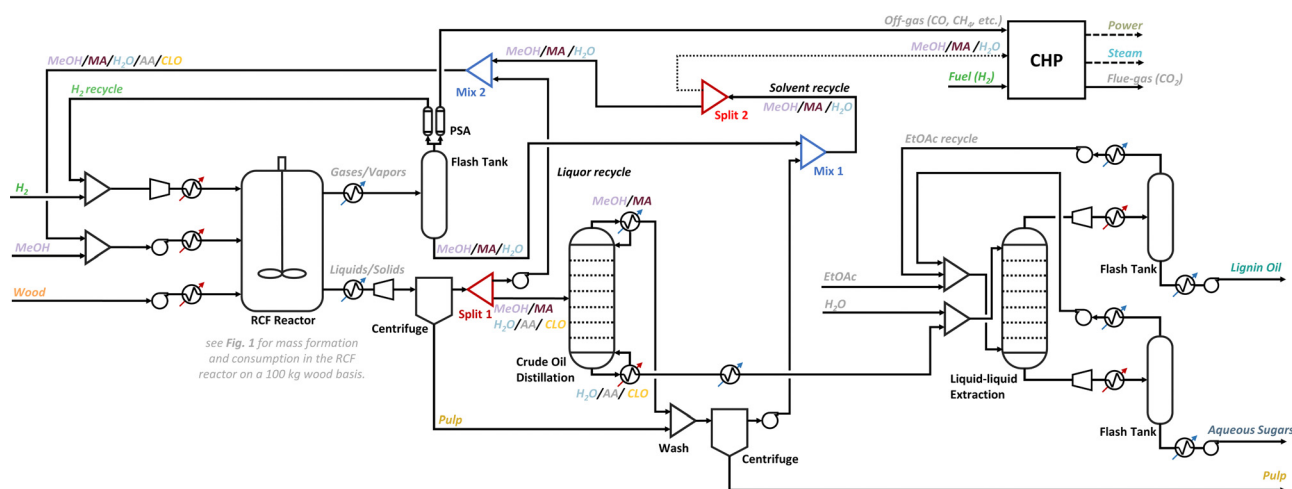 Off-gas (CO, CH₄, etc.)
Power
MeOH/MA/H₂O/AA/CLO
MeOH/MA/H₂O
MeOH/MA/H₂O
CHP
Steam
H₂ recycle
Mix 2
Fuel (H₂)
Flue-gas (CO₂)
Solvent recycle
MeOH/MA/H₂O
Split 2
PSA
EtOAc recycle
Flash Tank
Gases/Vapors
Liquor recycle
Mix 1
H₂
MeOH/MA
MeOH
MeOH/MA/H₂O
Liquids/Solids
Flash Tank
EtOAc
Lignin Oil
Wood
H₂O
RCF Reactor
Centrifuge
Split 1
MeOH/MA
H₂O/AA/CLO
see Fig. 1 for mass formation
and consumption in the RCF
reactor on a 100 kg wood basis.
Crude Oil
Distillation
H₂O/AA/CLO
Liquid-liquid
Extraction
Pulp
Flash Tank
Aqueous Sugars
Wash
Centrifuge
Pulp